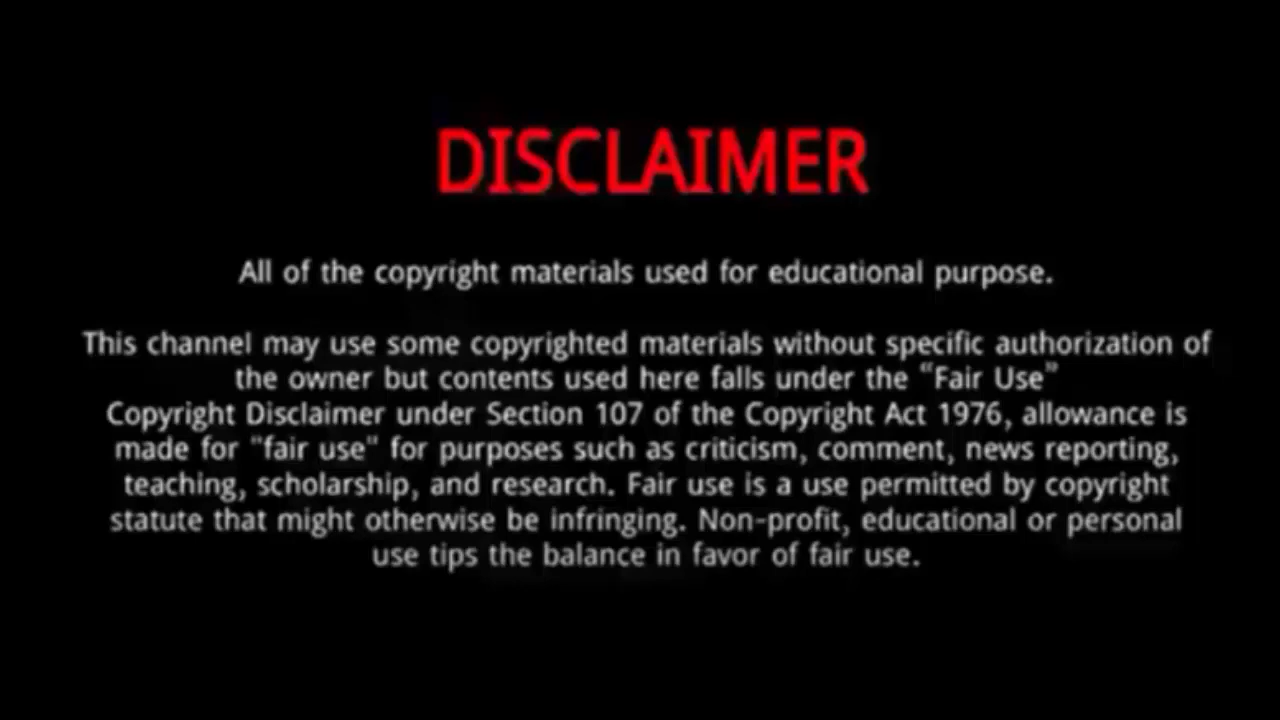 DISCLAIMER
All of the copyright materials used for educational purpose.
This channel may use some copyrighted materials without specific authorization of
the owner but contents used here falls under the “Fair Use”
Copyright Disclaimer under Section 107 of the Copyright Act 1976, allowance is
made for "fair use" for purposes such as criticism, comment, news reporting,
teaching, scholarship, and research. Fair use is a use permitted by copyright
statute that might otherwise be infringing. Non-profit, educational or personal
use tips the balance in favor of fair use.